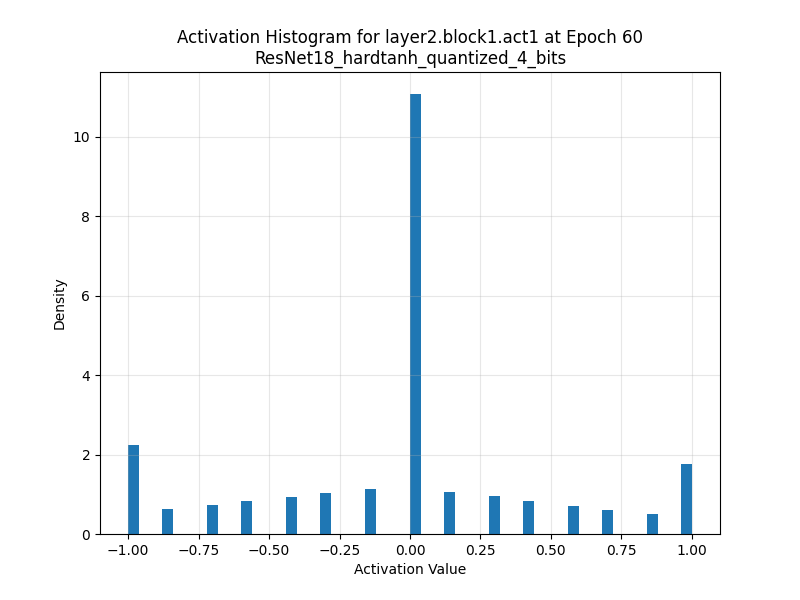 Activation Histogram for layer2.block1.act1 at Epoch 60
ResNet18_hardtanh_quantized_4_bits
Density
10
8
6
4
2
0
−1.00 −0.75 −0.50 −0.25 0.00 0.25 0.50 0.75 1.00
Activation Value